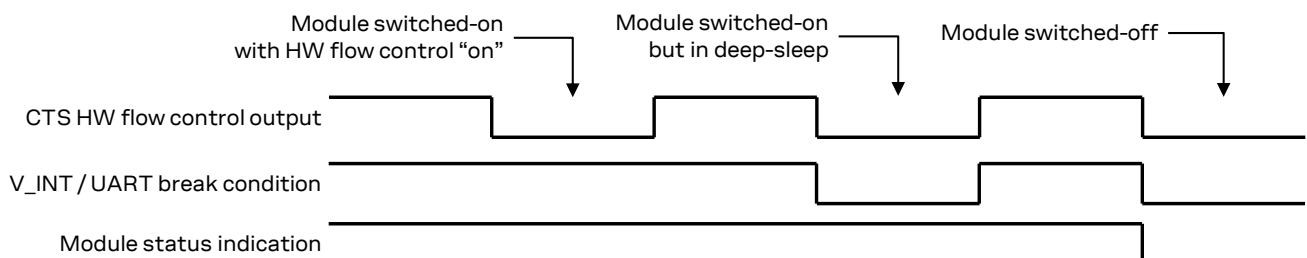 Module switched-on
with HW flow control “on”
Module switched-on
but in deep-sleep
Module switched-off
CTS HW flow control output
V_INT / UART break condition
Module status indication